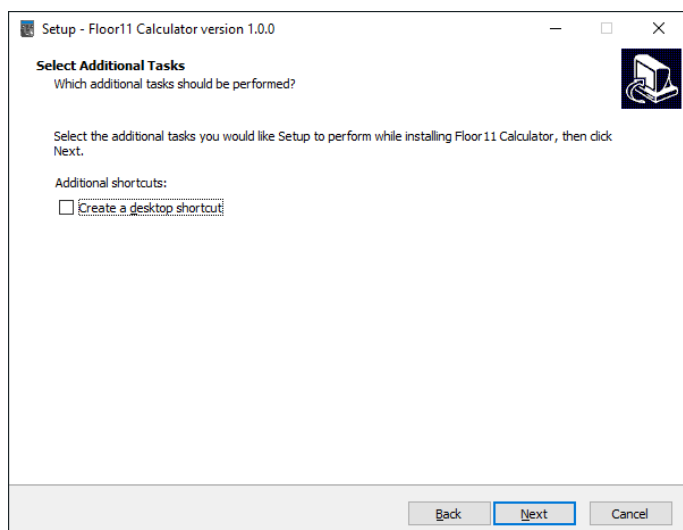 Setup - Floor11 Calculator version 1.0.0
Select Additional Tasks
Which additional tasks should be performed?
Select the additional tasks you would like Setup to perform while installing Floor11 Calculator, then click
Next.
Additional shortcuts:
Create a desktop shortcut
Back Next Cancel